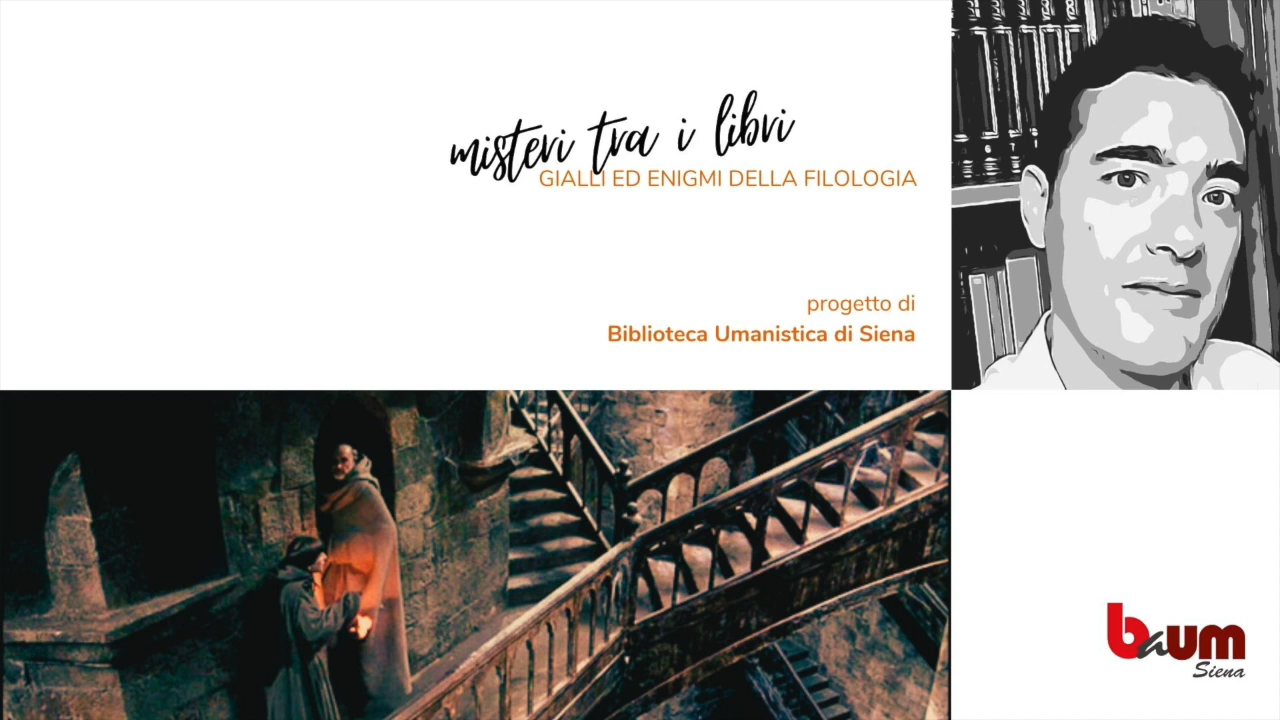 misteri tra i libri
GIALLI ED ENIGMI DELLA FILOLOGIA
progetto di
Biblioteca Umanistica di Siena
baum
Siena